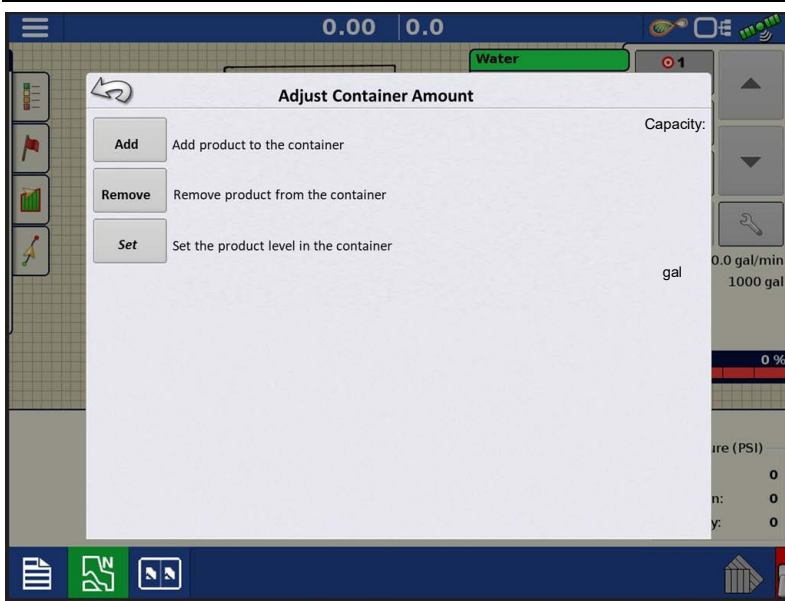 0.00 0.0
Water
1
Adjust Container Amount
Capacity:
Add Add product to the container
Remove Remove product from the container
Set Set the product level in the container
0.0 gal/min
gal
1000 gal
0 %
ure (PSI)
0
n: 0
y: 0
N